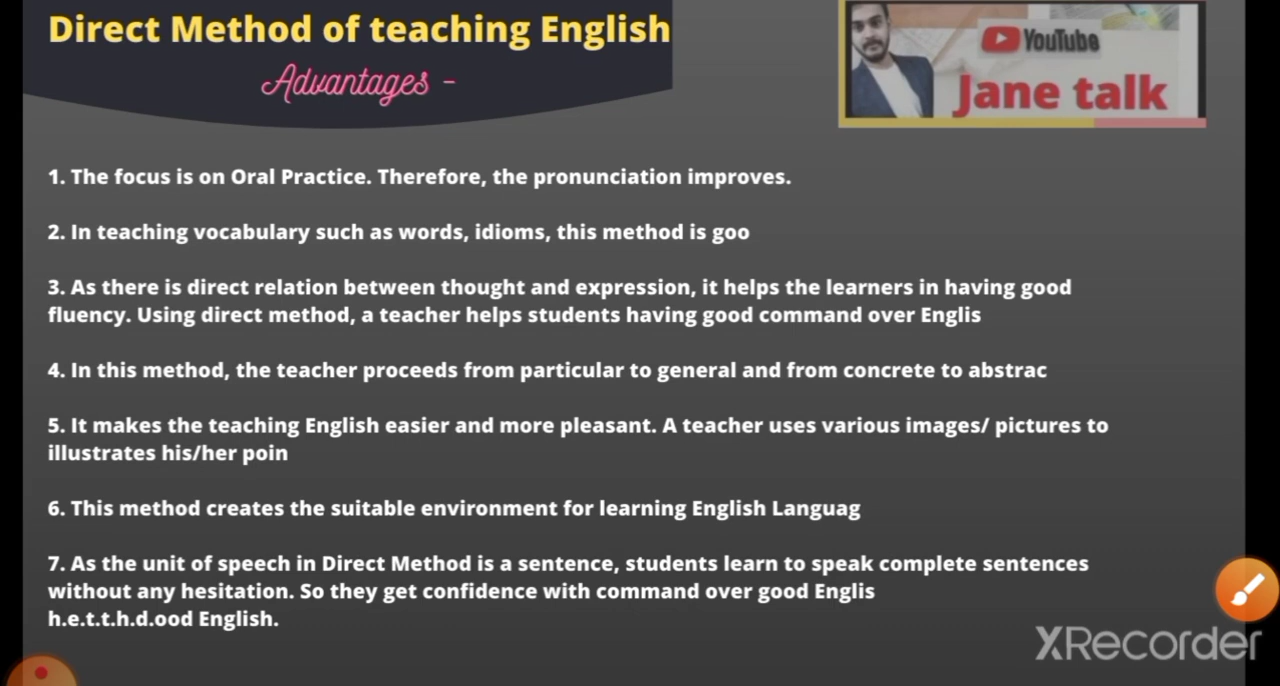 Direct Method of teaching English
Advantages -
YouTube
Jane talk
1. The focus is on Oral Practice. Therefore, the pronunciation improves.
2. In teaching vocabulary such as words, idioms, this method is goo
3. As there is direct relation between thought and expression, it helps the learners in having good
fluency. Using direct method, a teacher helps students having good command over Englis
4. In this method, the teacher proceeds from particular to general and from concrete to abstrac
5. It makes the teaching English easier and more pleasant. A teacher uses various images/ pictures to
illustrates his/her poin
6. This method creates the suitable environment for learning English Languag
7. As the unit of speech in Direct Method is a sentence, students learn to speak complete sentences
without any hesitation. So they get confidence with command over good Englis
h.e.t.t.h.d.ood English.
XRecorder